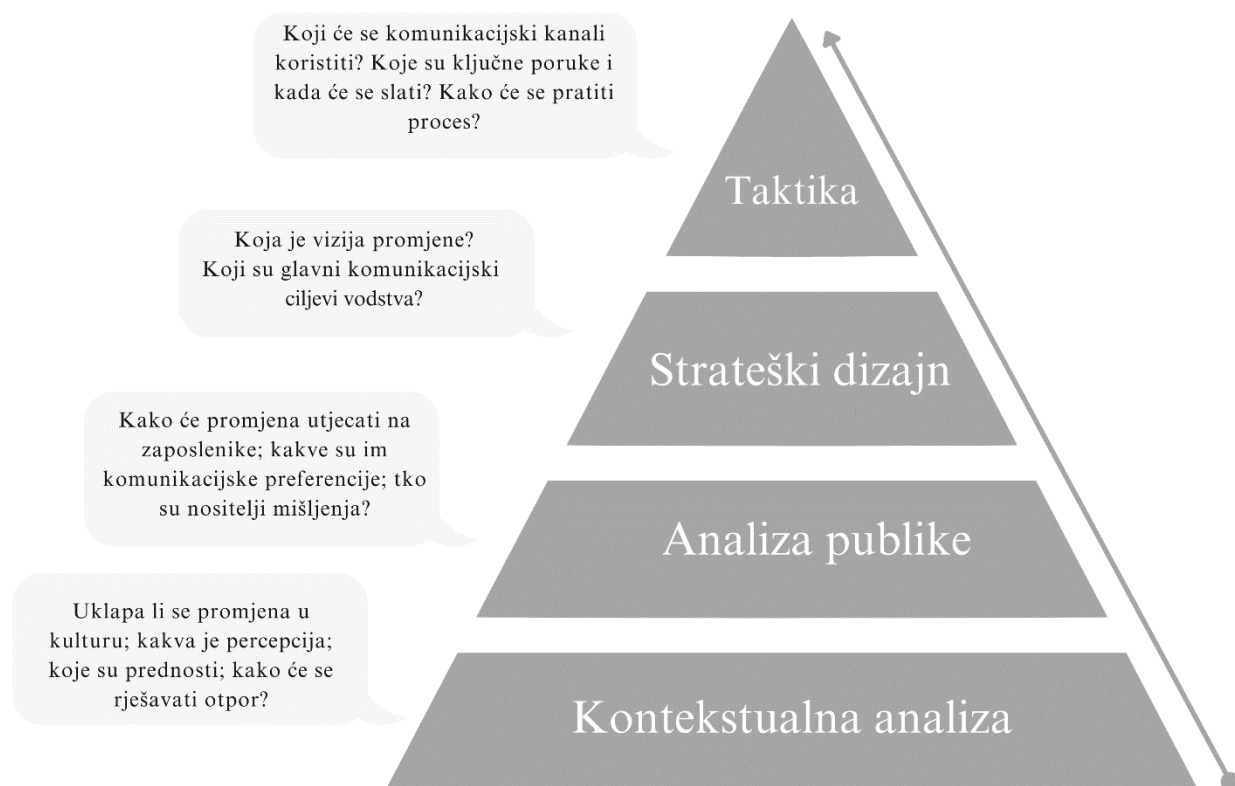 Koji će se komunikacijski kanali
koristiti? Koje su ključne poruke i
kada će se slati? Kako će se pratiti
proces?
Taktika
Koja je vizija promjene?
Koji su glavni komunikacijski
ciljevi vodstva?
Strateški dizajn
Kako će promjena utjecati na
zaposlenike; kakve su im
komunikacijske preferencije; tko
su nositelji mišljenja?
Analiza publike
Uklapa li se promjena u
kulturu; kakva je percepcija;
koje su prednosti; kako će se
rješavati otpor?
Kontekstualna analiza